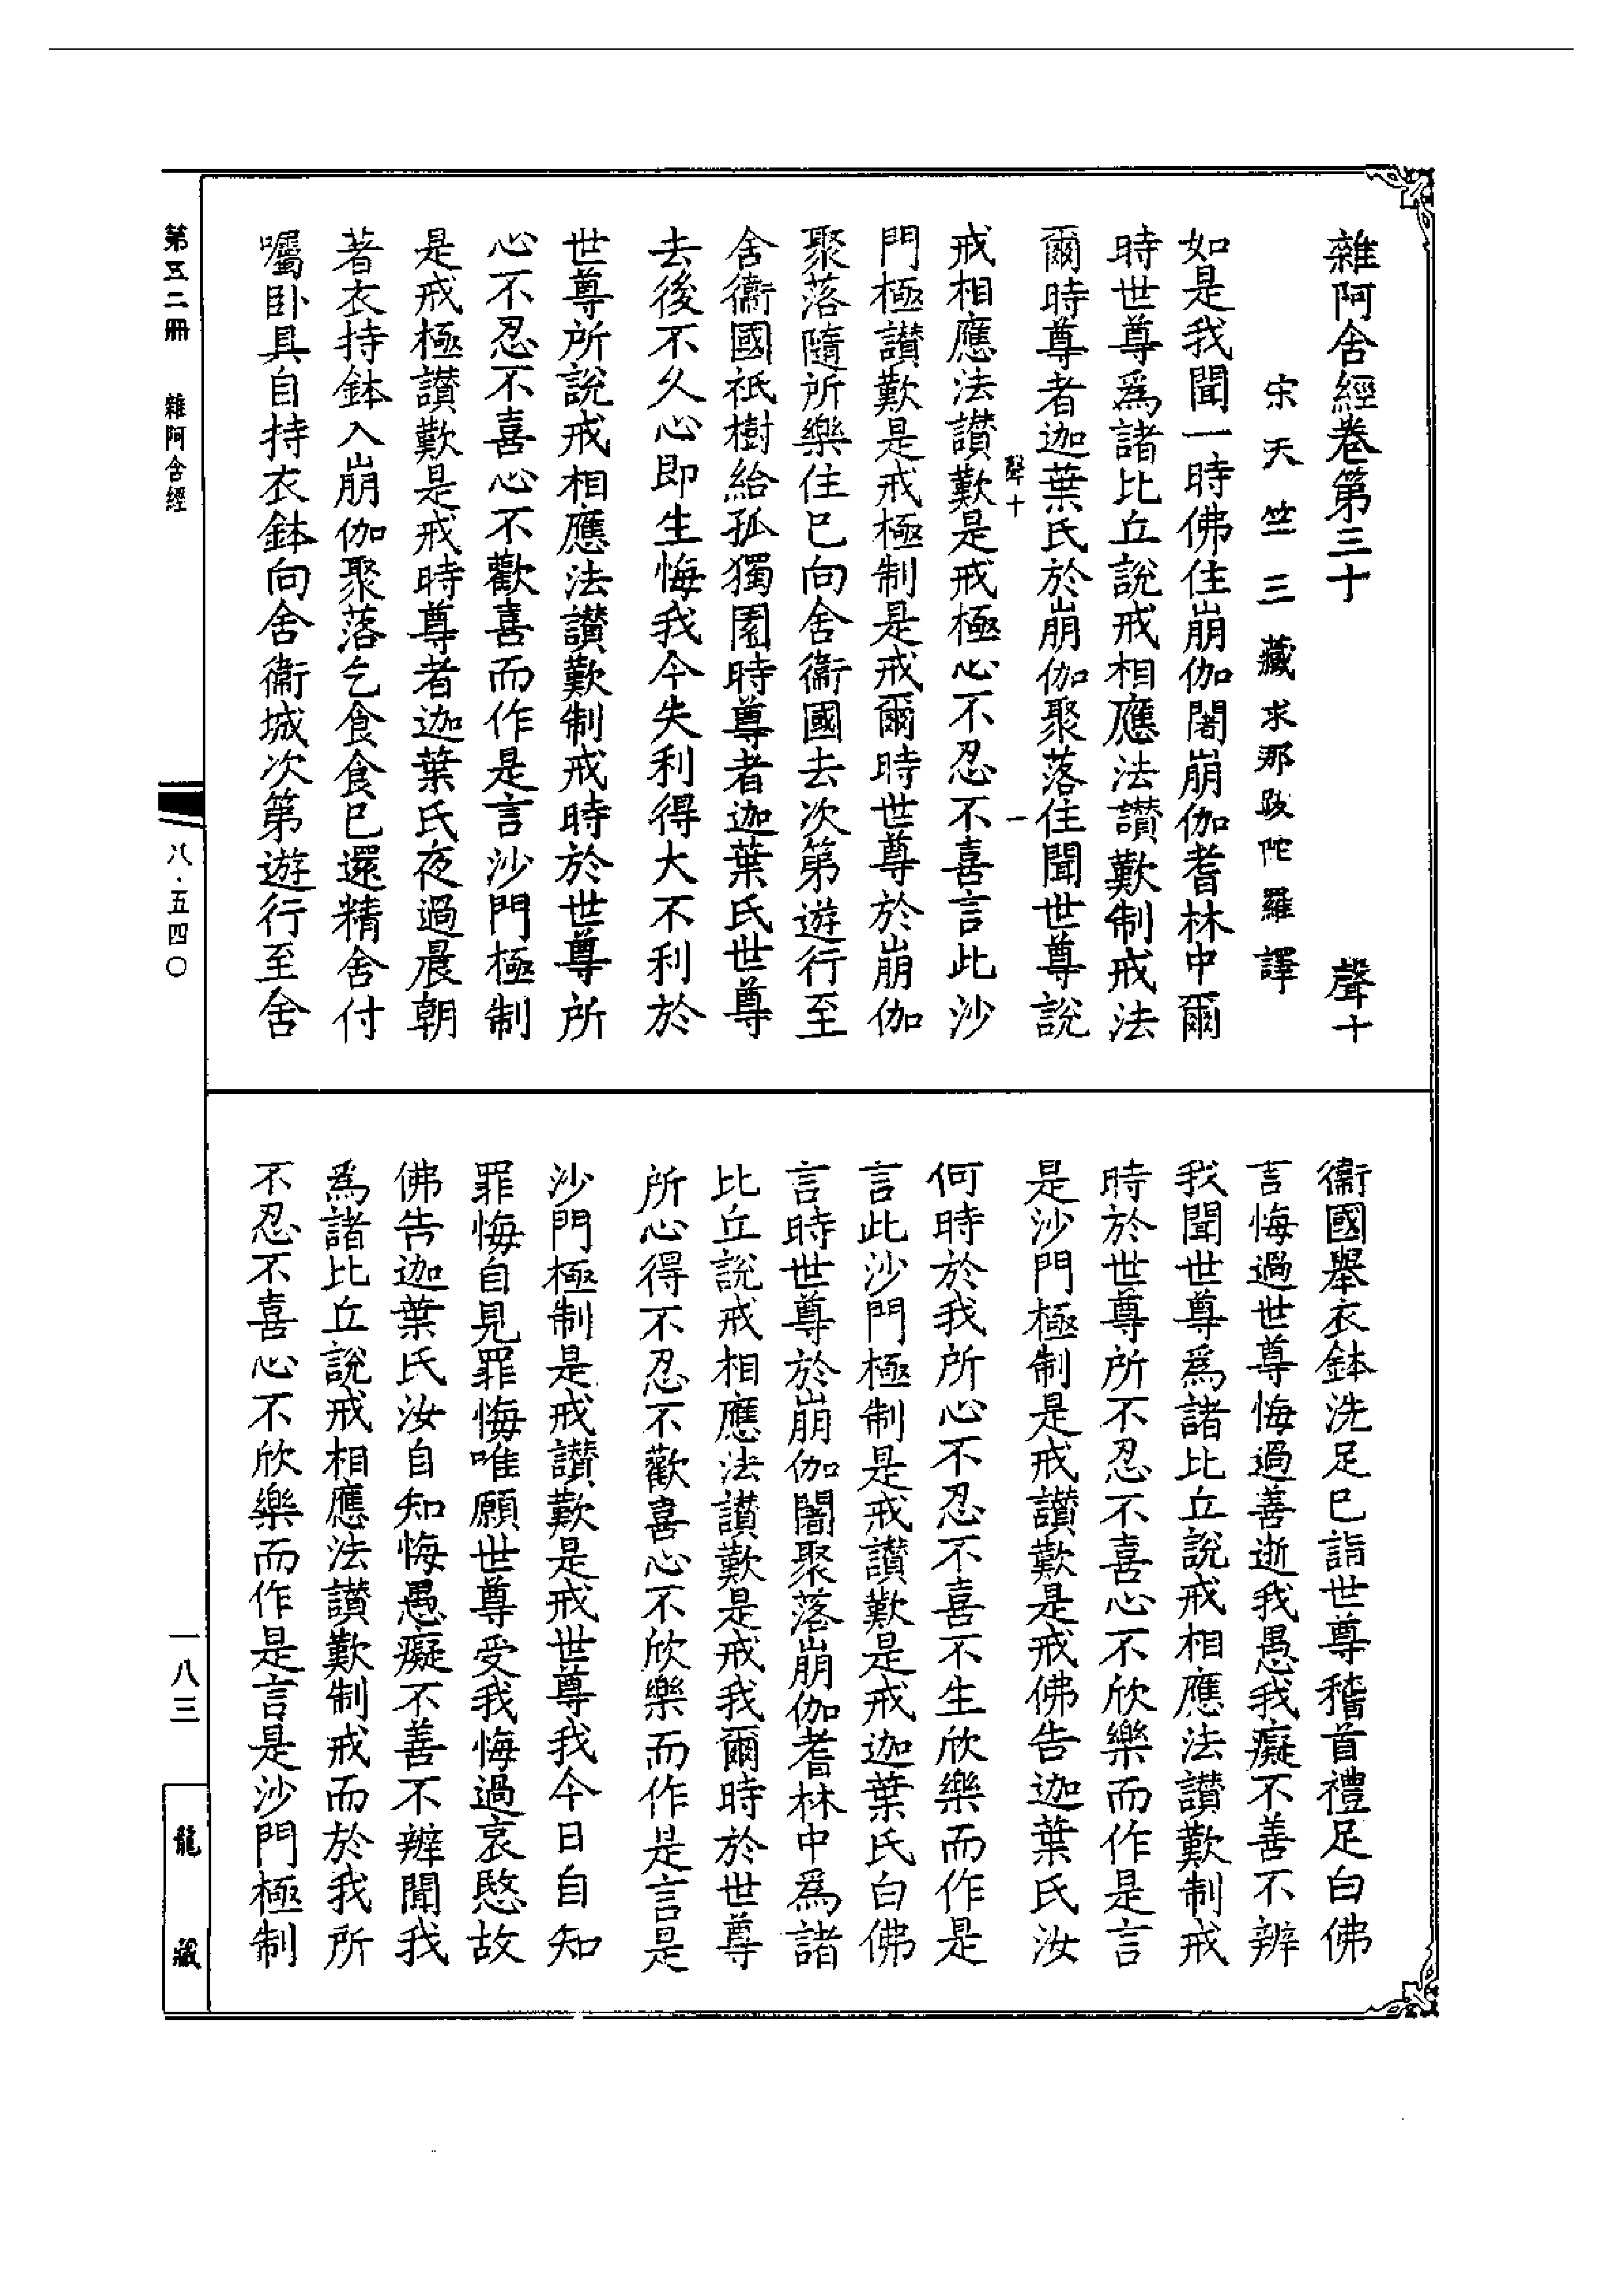 雜阿含經卷第三十　聲十
宋天竺三藏求那跋陀羅譯
如是我聞一時佛住崩伽闍崩伽耆林中爾
時世尊爲諸比丘說戒相應法讃歎制戒法
爾時尊者迦葉氏於崩伽聚落住聞世尊說
聲十　一
戒相應法讃歎是戒極心不忍不喜言此沙
門極讃歎是戒極制是戒爾時世尊於崩伽
聚落隨所樂住已向舍衞國去次第遊行至
舍衞國祇樹給孤獨園時尊者迦葉氏世尊
去後不久心即生悔我今失利得大不利於
世尊所說戒相應法讃歎制戒時於世尊所
心不忍不喜心不歡喜而作是言沙門極制
是戒極讃歎是戒時尊者迦葉氏夜過晨朝
著衣持鉢入崩伽聚落乞食食已還精舍付
囑卧具自持衣鉢向舍衞城次第遊行至舍
衞國舉衣鉢洗足已詣世尊稽首禮足白佛
言悔過世尊悔過善逝我愚我癡不善不辨
我聞世尊爲諸比丘說戒相應法讃歎制戒
時於世尊所不忍不喜心不欣樂而作是言
是沙門極制是戒讃歎是戒佛告迦葉氏汝
何時於我所心不忍不喜不生欣樂而作是
言此沙門極制是戒讃歎是戒迦葉氏白佛
言時世尊於崩伽闍聚落崩伽耆林中爲諸
比丘說戒相應法讃歎是戒我爾時於世尊
所心得不忍不歡喜心不欣樂而作是言是
沙門極制是戒讃歎是戒世尊我今日自知
罪悔自見罪悔唯願世尊受我悔過哀愍故
佛告迦葉氏汝自知悔愚癡不善不辨聞我
爲諸比丘說戒相應法讃歎制戒而於我所
不忍不喜心不欣樂而作是言是沙門極制
第五二冊　雜阿含經　八·五四〇　一八三　龍藏